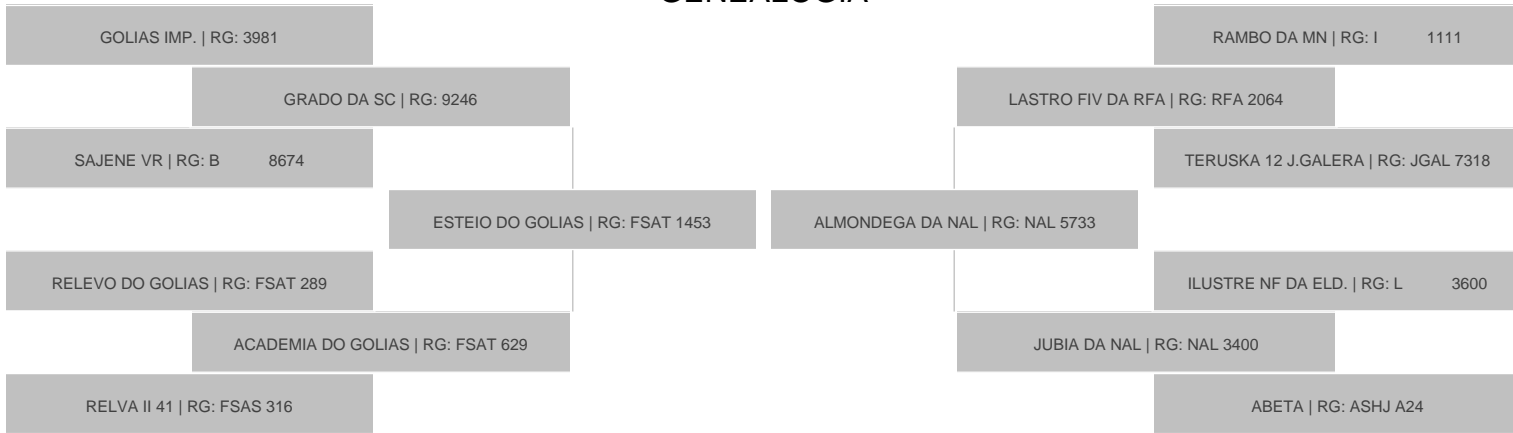 GENEALOGIA
GOLIAS IMP. | RG: 3981
RAMBO DA MN | RG: I 1111
GRADO DA SC | RG: 9246
LASTRO FIV DA RFA | RG: RFA 2064
SAJENE VR | RG: B 8674
TERUSKA 12 J.GALERA | RG: JGAL 7318
ESTEIO DO GOLIAS | RG: FSAT 1453
ALMONDEGA DA NAL | RG: NAL 5733
RELEVO DO GOLIAS | RG: FSAT 289
ILUSTRE NF DA ELD. | RG: L 3600
ACADEMIA DO GOLIAS | RG: FSAT 629
JUBIA DA NAL | RG: NAL 3400
RELVA II 41 | RG: FSAS 316
ABETA | RG: ASHJ A24